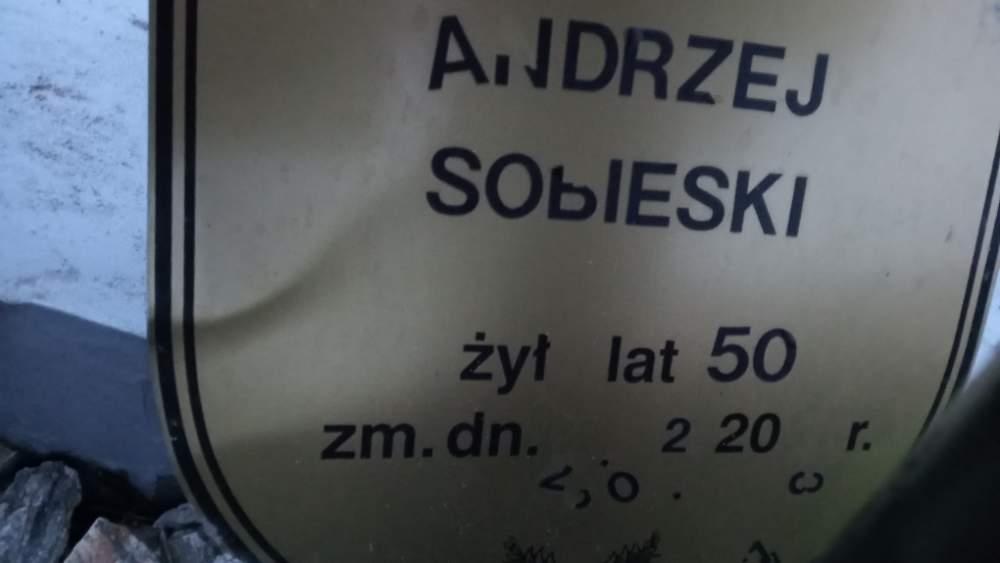 ANDRZEJ
SOBIESKI
żył lat 50
zm. dn. 2 20 r.